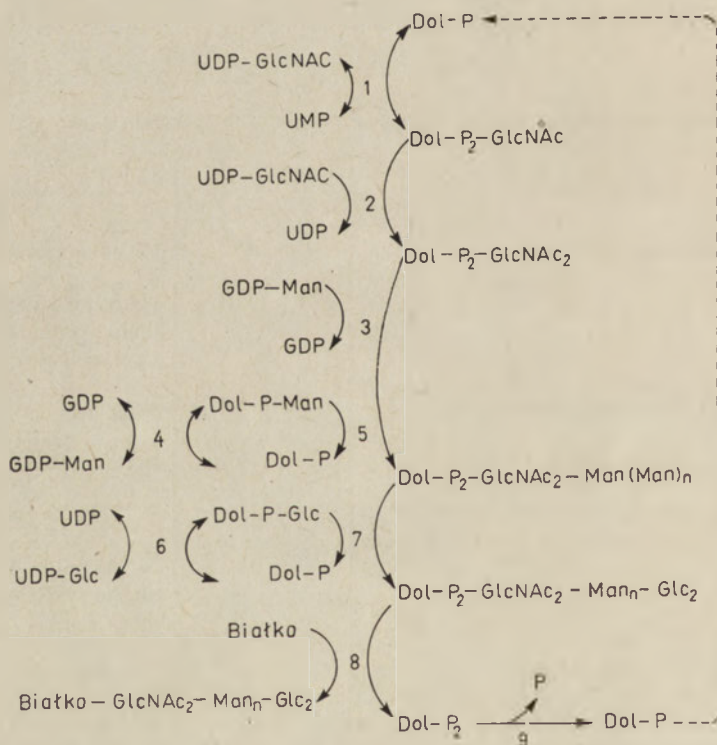 Dol-P
UDP-GlcNAC
1
UMP
Dol-P₂-GlcNAc
UDP-GlcNAC
2
UDP
Dol-P₂-GlcNAc₂
GDP-Man
3
GDP
GDP
Dol-P-Man
4
5
GDP-Man
Dol-P
Dol-P₂-GlcNAc₂-Man(Man)ₙ
UDP
Dol-P-Glc
6
7
UDP-Glc
Dol-P
Dol-P₂-GlcNAc₂-Manₙ-Glc₂
Białko
8
Białko-GlcNAc₂-Manₙ-Glc₂
P
Dol-P₂
Dol-P
9